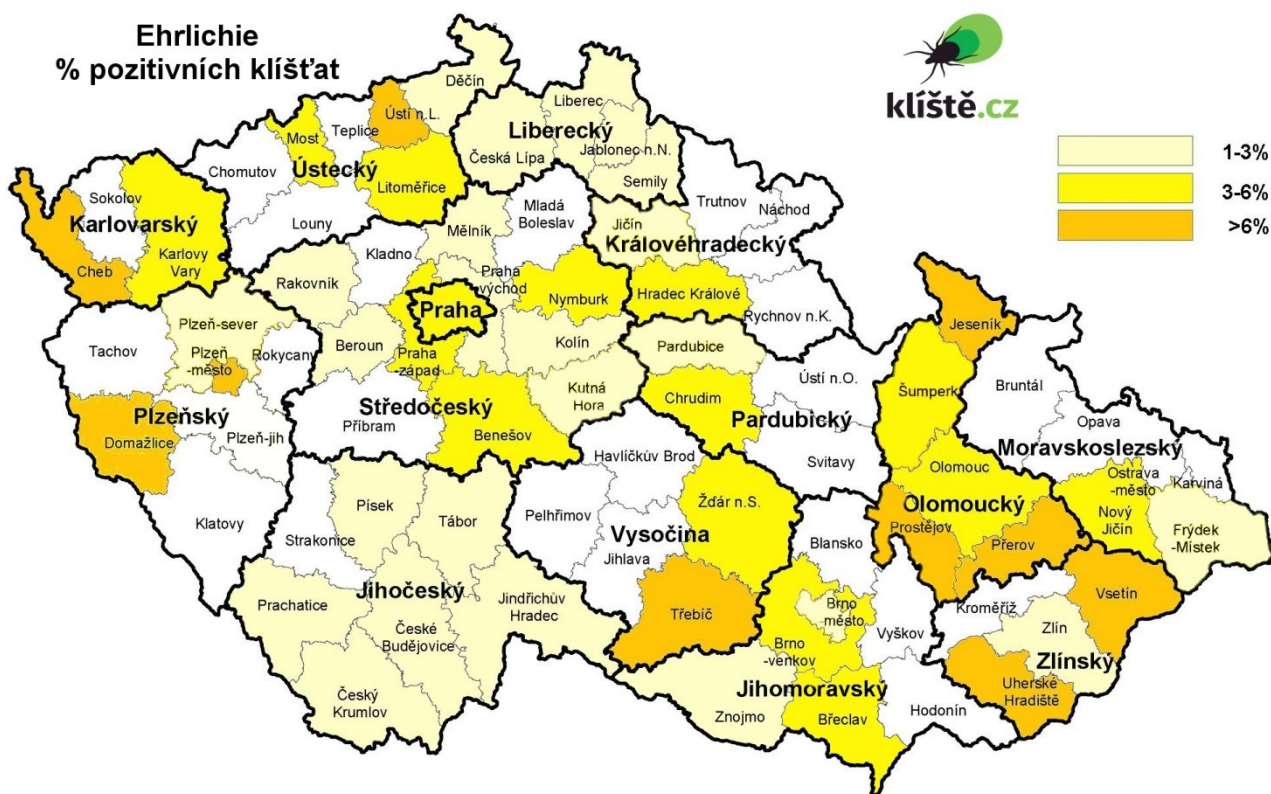 Ehrlichie
% pozitivních klíšťat
klíště.cz
1-3%
3-6%
>6%
Děčín
Ústí n.L.
Teplice
Most
Chomutov
Ústecký
Litoměřice
Louny
Liberec
Liberecký
Jablonec n.N.
Česká Lípa
Semily
Sokolov
Karlovarský
Karlovy
Vary
Cheb
Trutnov
Náchod
Jičín
Královéhradecký
Hradec Králové
Rychnov n.K.
Mladá
Boleslav
Mělník
Kladno
Rakovník
Praha
-východ
Nymburk
Praha
Beroun
Praha
-západ
Kolín
Kutná
Hora
Středočeský
Příbram
Benešov
Plzeň-sever
Tachov
Plzeň
-město
Rokycany
Plzeňský
Domažlice
Plzeň-jih
Klatovy
Pardubice
Ústí n.O.
Chrudim
Pardubický
Svitavy
Jeseník
Šumperk
Olomouc
Olomoucký
Prostějov
Přerov
Bruntál
Opava
Moravskoslezský
Ostrava
-město
Karviná
Nový
Jičín
Frýdek
-Místek
Havlíčkův Brod
Žďár n.S.
Pelhřimov
Vysočina
Jihlava
Třebíč
Písek
Tábor
Strakonice
Jihočeský
Prachatice
Jindřichův
Hradec
České
Budějovice
Český
Krumlov
Blansko
Brno
město
Vyškov
Brno
-venkov
Jihomoravský
Znojmo
Břeclav
Hodonín
Kroměříž
Vsetín
Zlín
Zlínský
Uherské
Hradiště